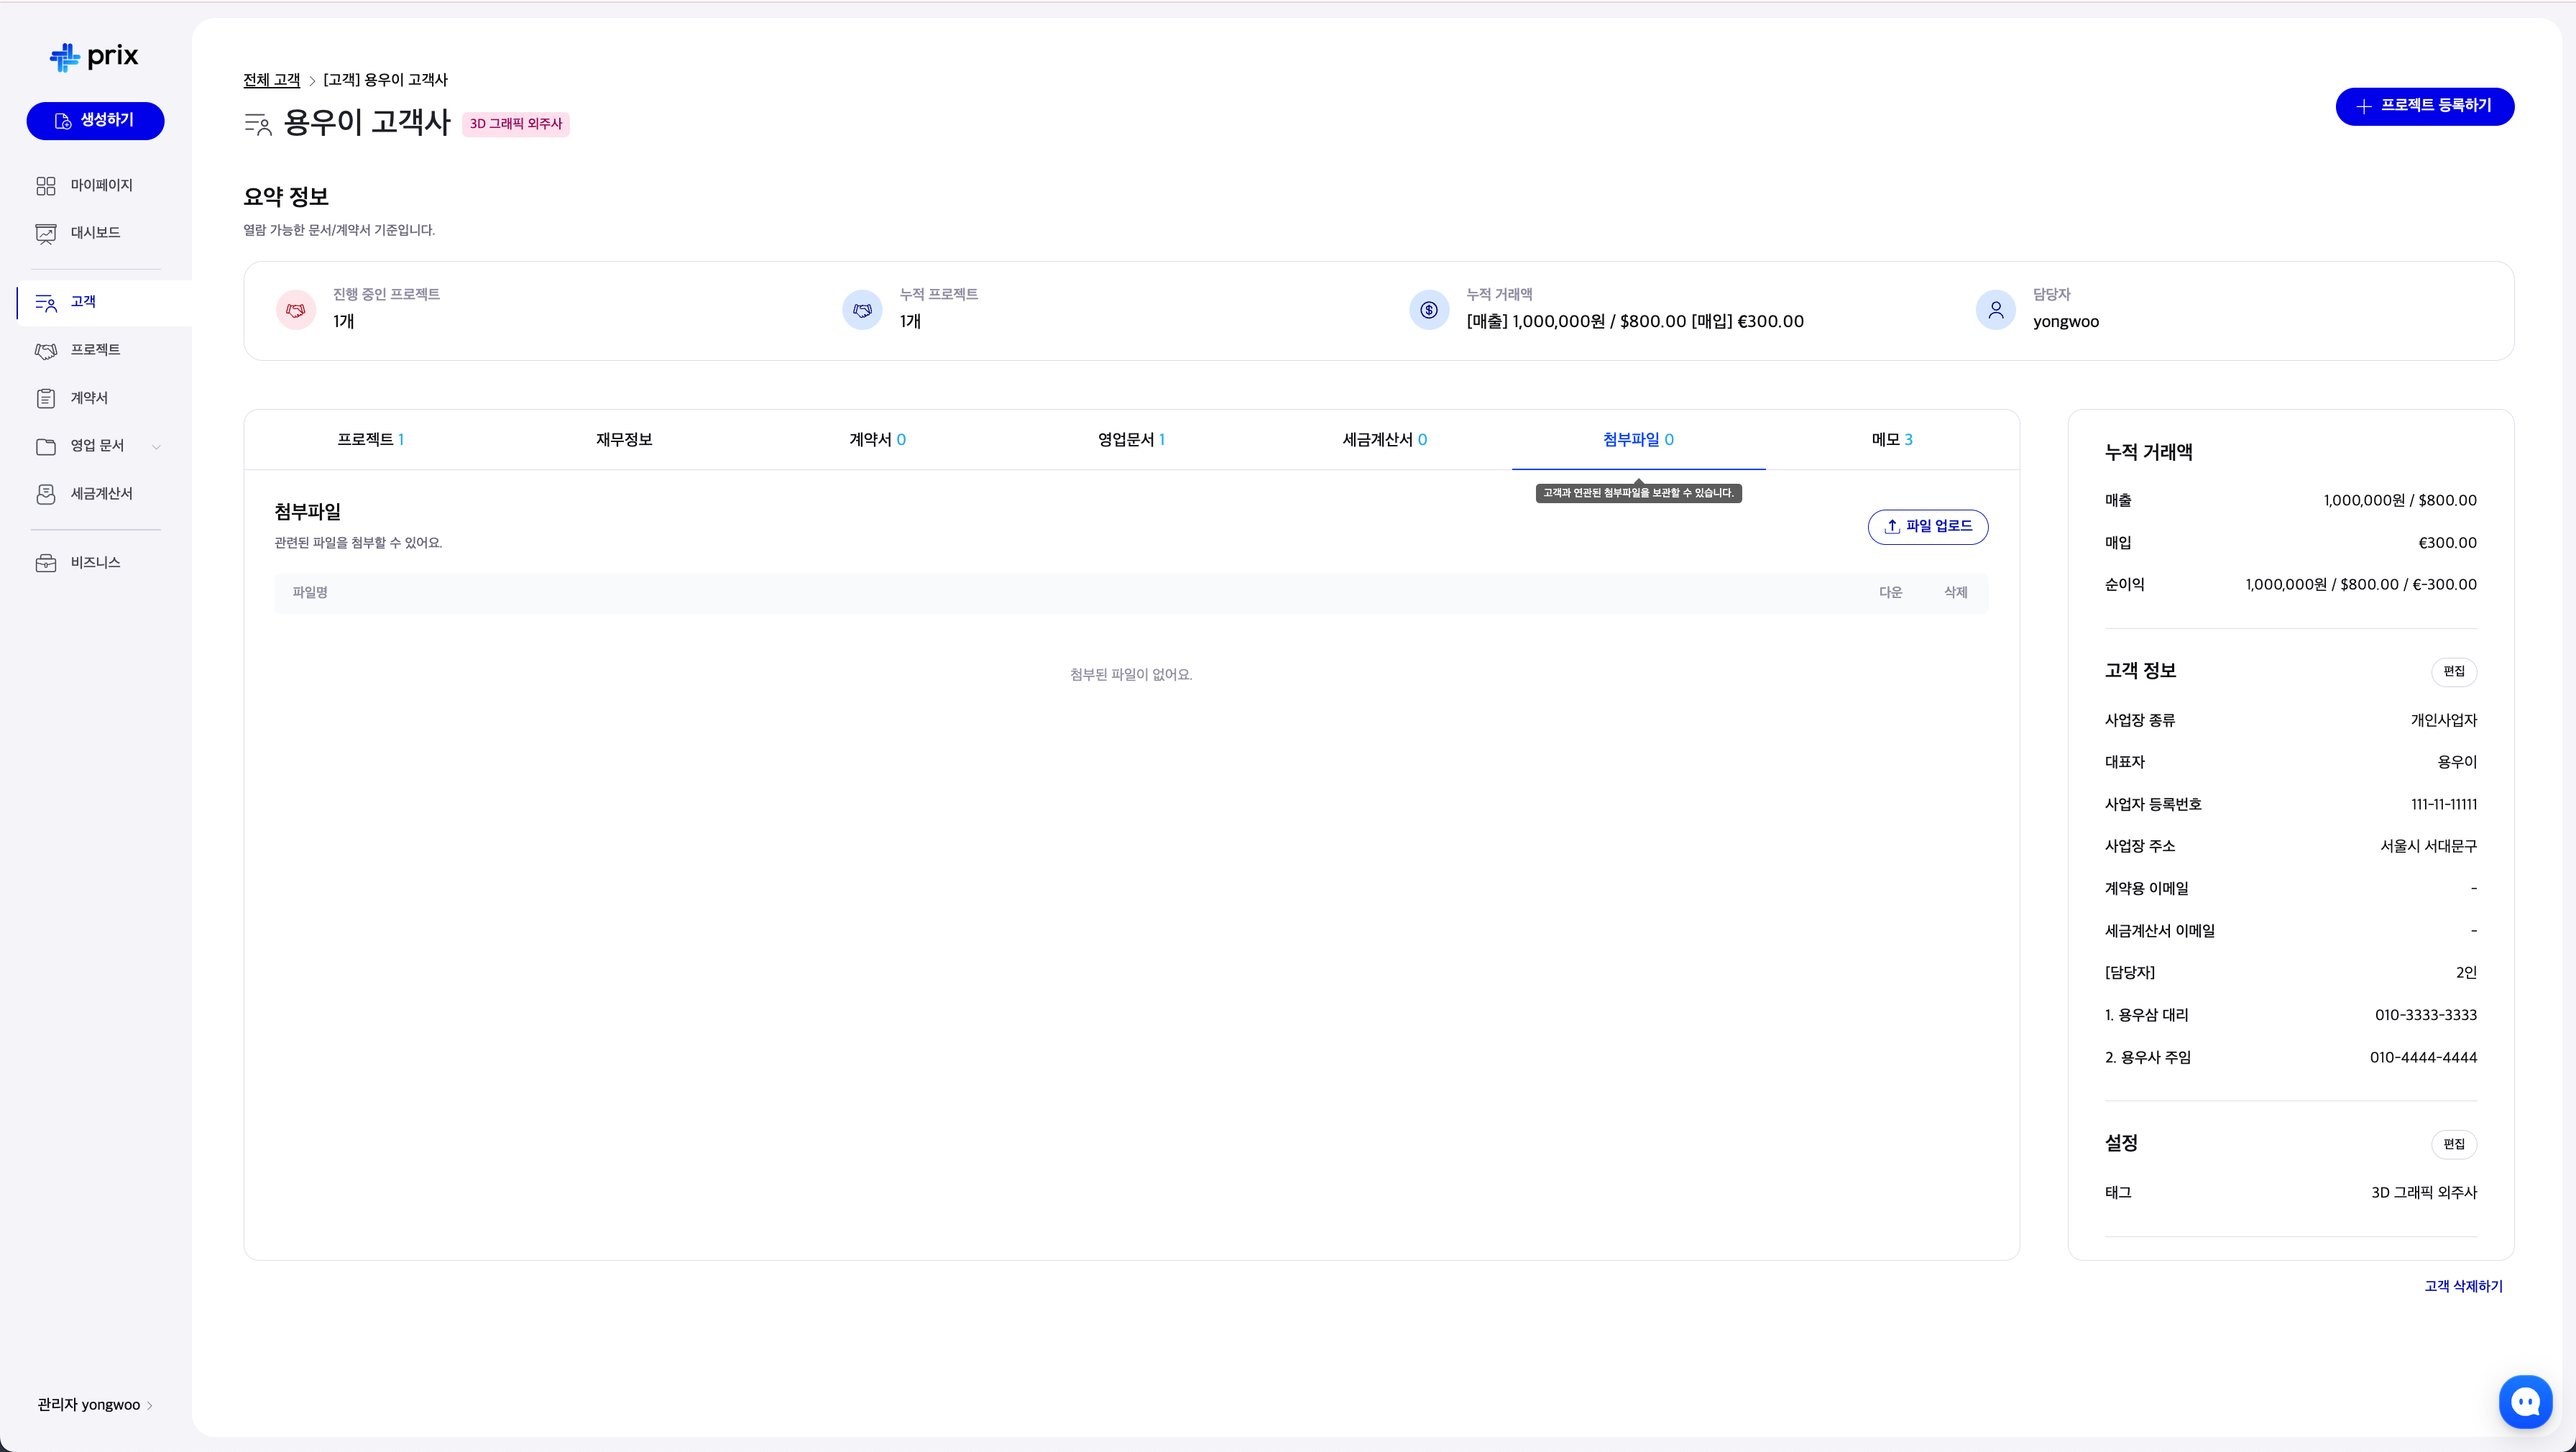 prix
생성하기
마이페이지
대시보드
고객
프로젝트
계약서
영업 문서
세금계산서
비즈니스
관리자 yongwoo
전체 고객 > [고객] 용우이 고객사
용우이 고객사 3D 그래픽 외주사
프로젝트 등록하기
요약 정보
열람 가능한 문서/계약서 기준입니다.
진행 중인 프로젝트
1개
누적 프로젝트
1개
누적 거래액
[매출] 1,000,000원 / $800.00 [매입] €300.00
담당자
yongwoo
프로젝트 1 재무정보 계약서 0 영업문서 1 세금계산서 0 첨부파일 0 메모 3
고객과 연관된 첨부파일을 보관할 수 있습니다.
첨부파일
관련된 파일을 첨부할 수 있어요.
파일 업로드
파일명 다운 삭제
첨부된 파일이 없어요.
누적 거래액
매출 1,000,000원 / $800.00
매입 €300.00
순이익 1,000,000원 / $800.00 / €-300.00
고객 정보 편집
사업장 종류 개인사업자
대표자 용우이
사업자 등록번호 111-11-11111
사업장 주소 서울시 서대문구
계약용 이메일 -
세금계산서 이메일 -
[담당자] 2인
1. 용우삼 대리 010-3333-3333
2. 용우사 주임 010-4444-4444
설정 편집
태그 3D 그래픽 외주사
고객 삭제하기